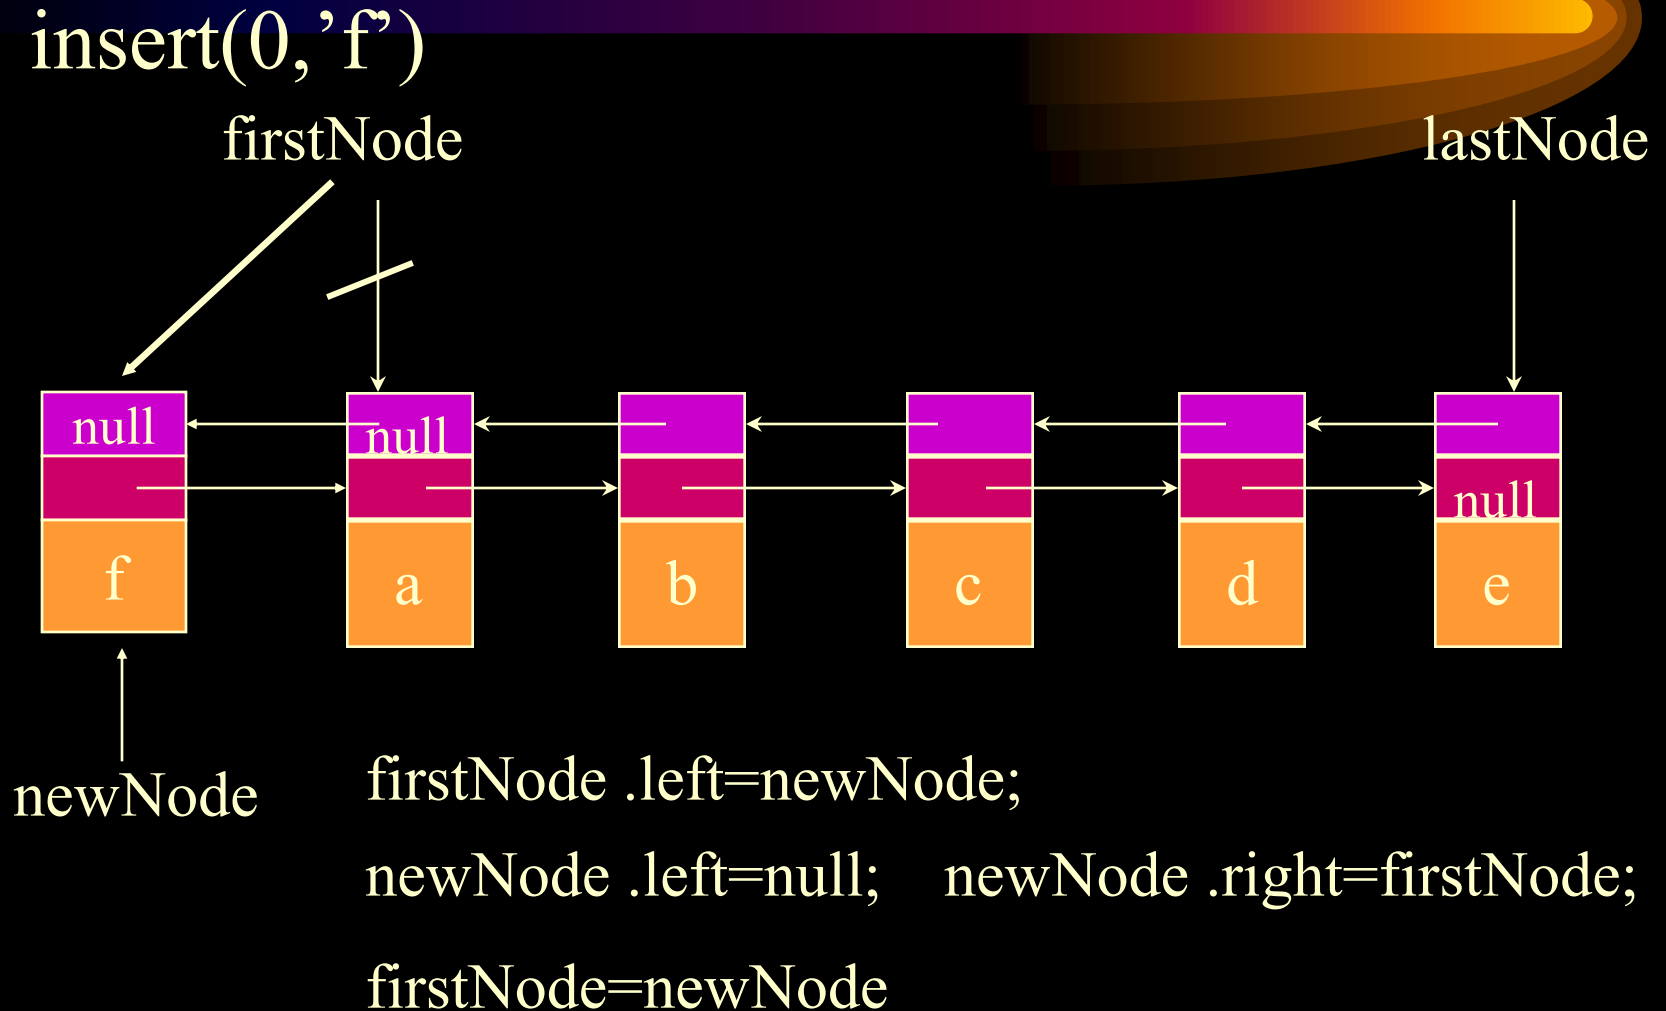 insert(0,’f’)
firstNode
lastNode
null
null
null
f
a
b
c
d
e
newNode
firstNode .left=newNode;
newNode .left=null; newNode .right=firstNode;
firstNode=newNode